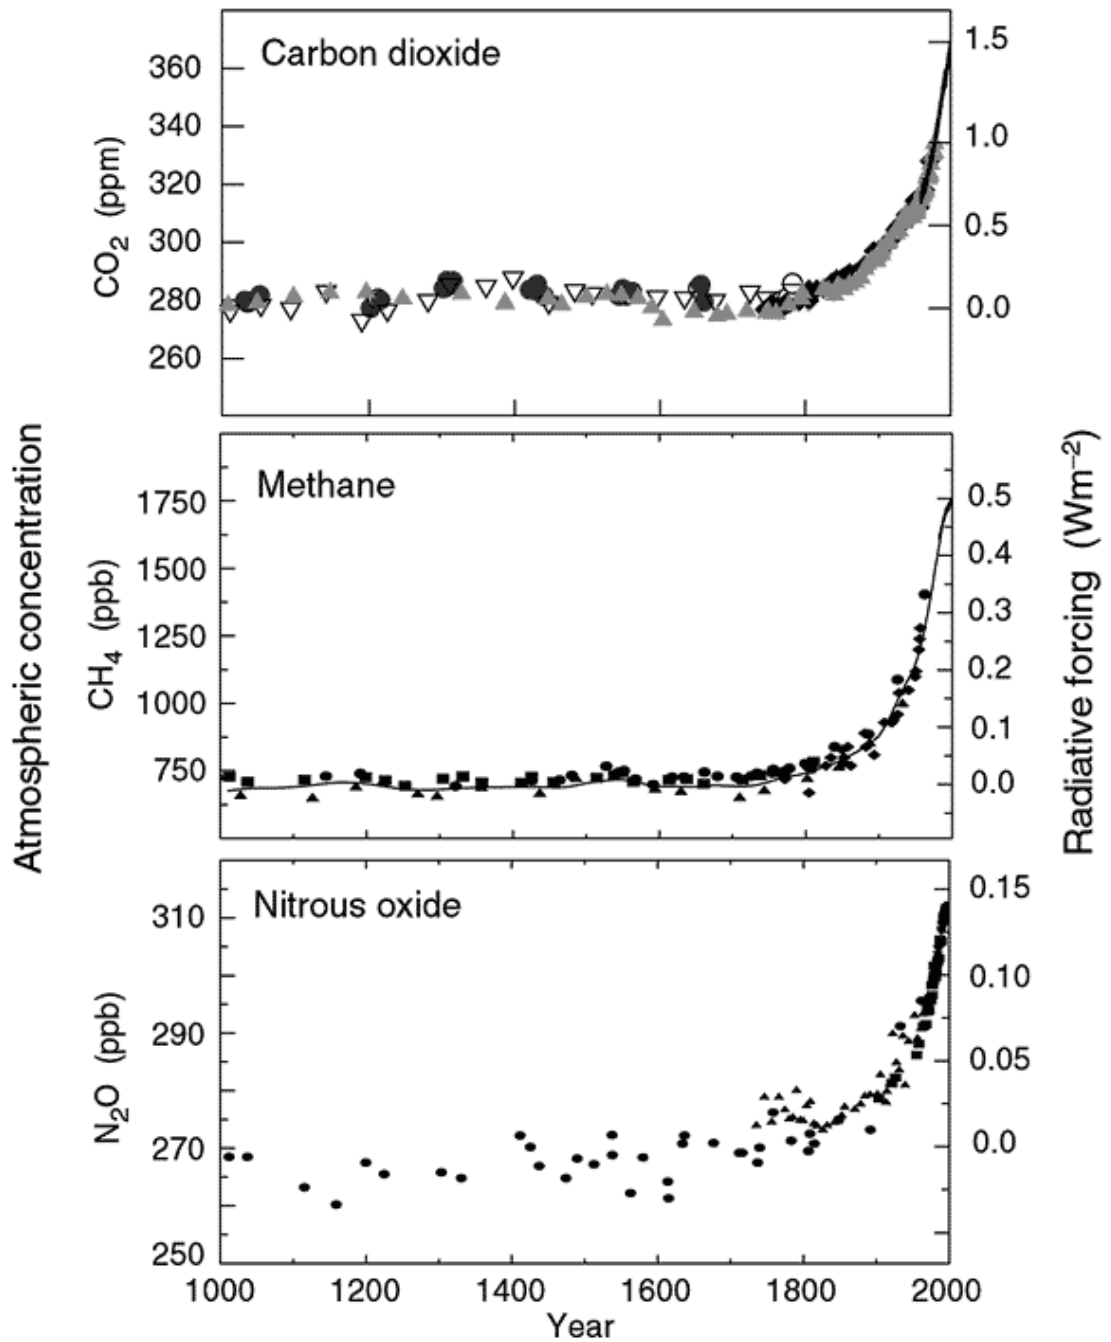 Carbon dioxide
360
340
320
300
280
260
CO₂ (ppm)
1.5
1.0
0.5
0.0
Methane
1750
1500
1250
1000
750
CH₄ (ppb)
0.5
0.4
0.3
0.2
0.1
0.0
Nitrous oxide
310
290
270
250
N₂O (ppb)
0.15
0.10
0.05
0.0
Atmospheric concentration
Radiative forcing (Wm⁻²)
1000 1200 1400 1600 1800 2000
Year